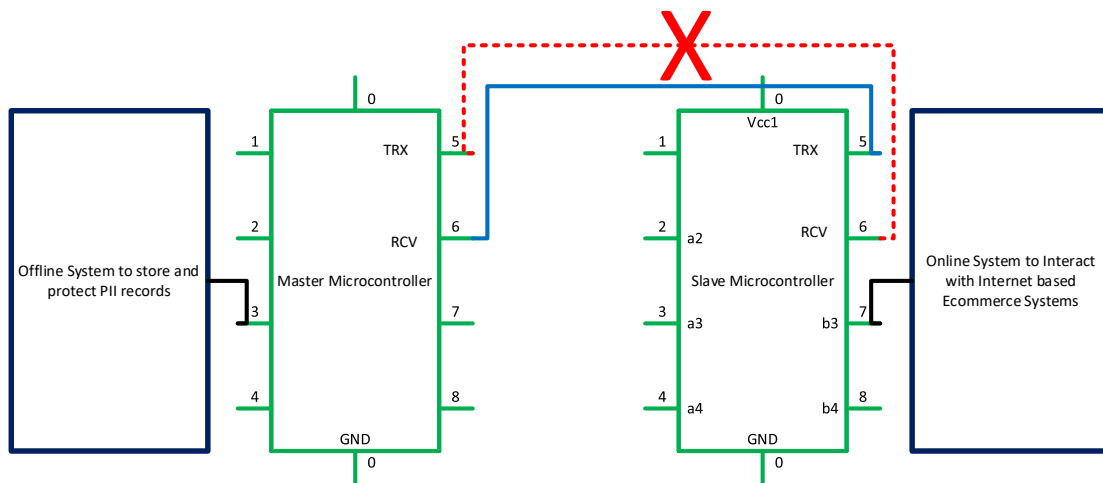 X
0
0
Vcc1
1
TRX
5
1
TRX
5
2
RCV
6
2
a2
RCV
6
Offline System to store and
protect PII records
Master Microcontroller
Slave Microcontroller
Online System to Interact
with Internet based
Ecommerce Systems
3
7
3
a3
b3
7
4
8
4
a4
b4
8
GND
0
GND
0